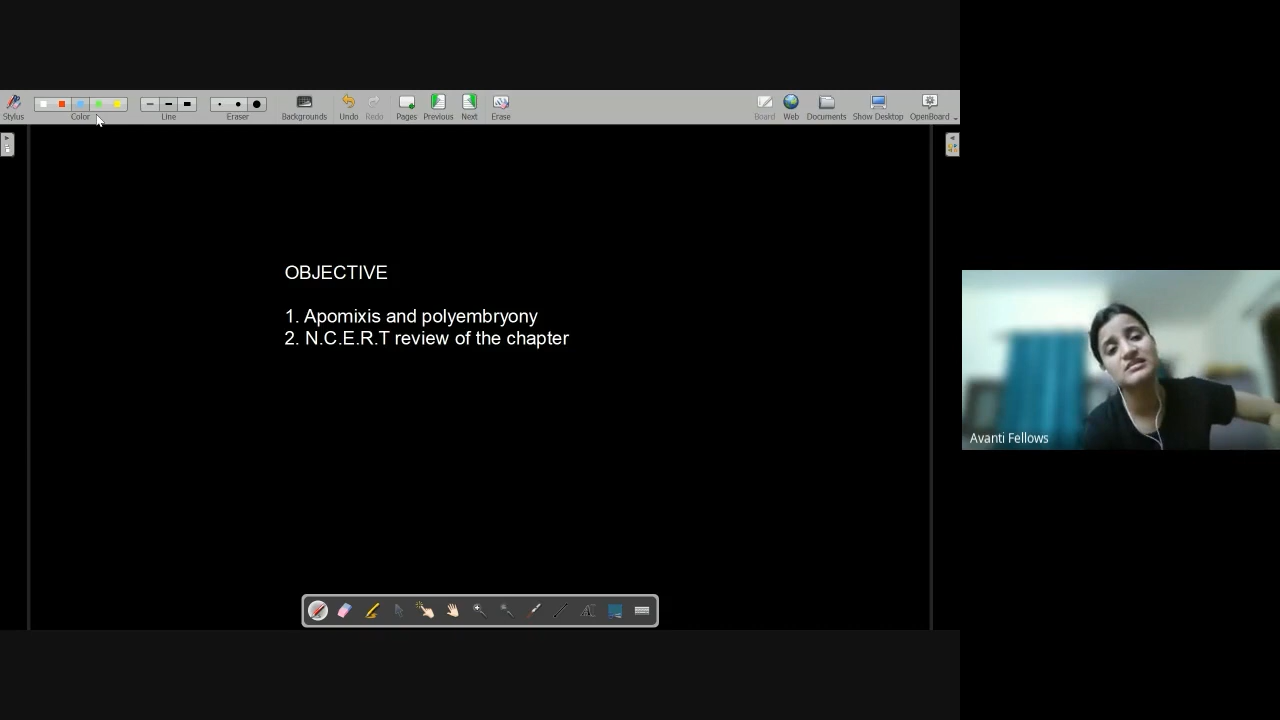 Stylus
Color
Line
Eraser
Backgrounds
Undo
Redo
Pages
Previous
Next
Erase
Board
Web
Documents
Show Desktop
OpenBoard
OBJECTIVE
1. Apomixis and polyembryony
2. N.C.E.R.T review of the chapter
Avanti Fellows